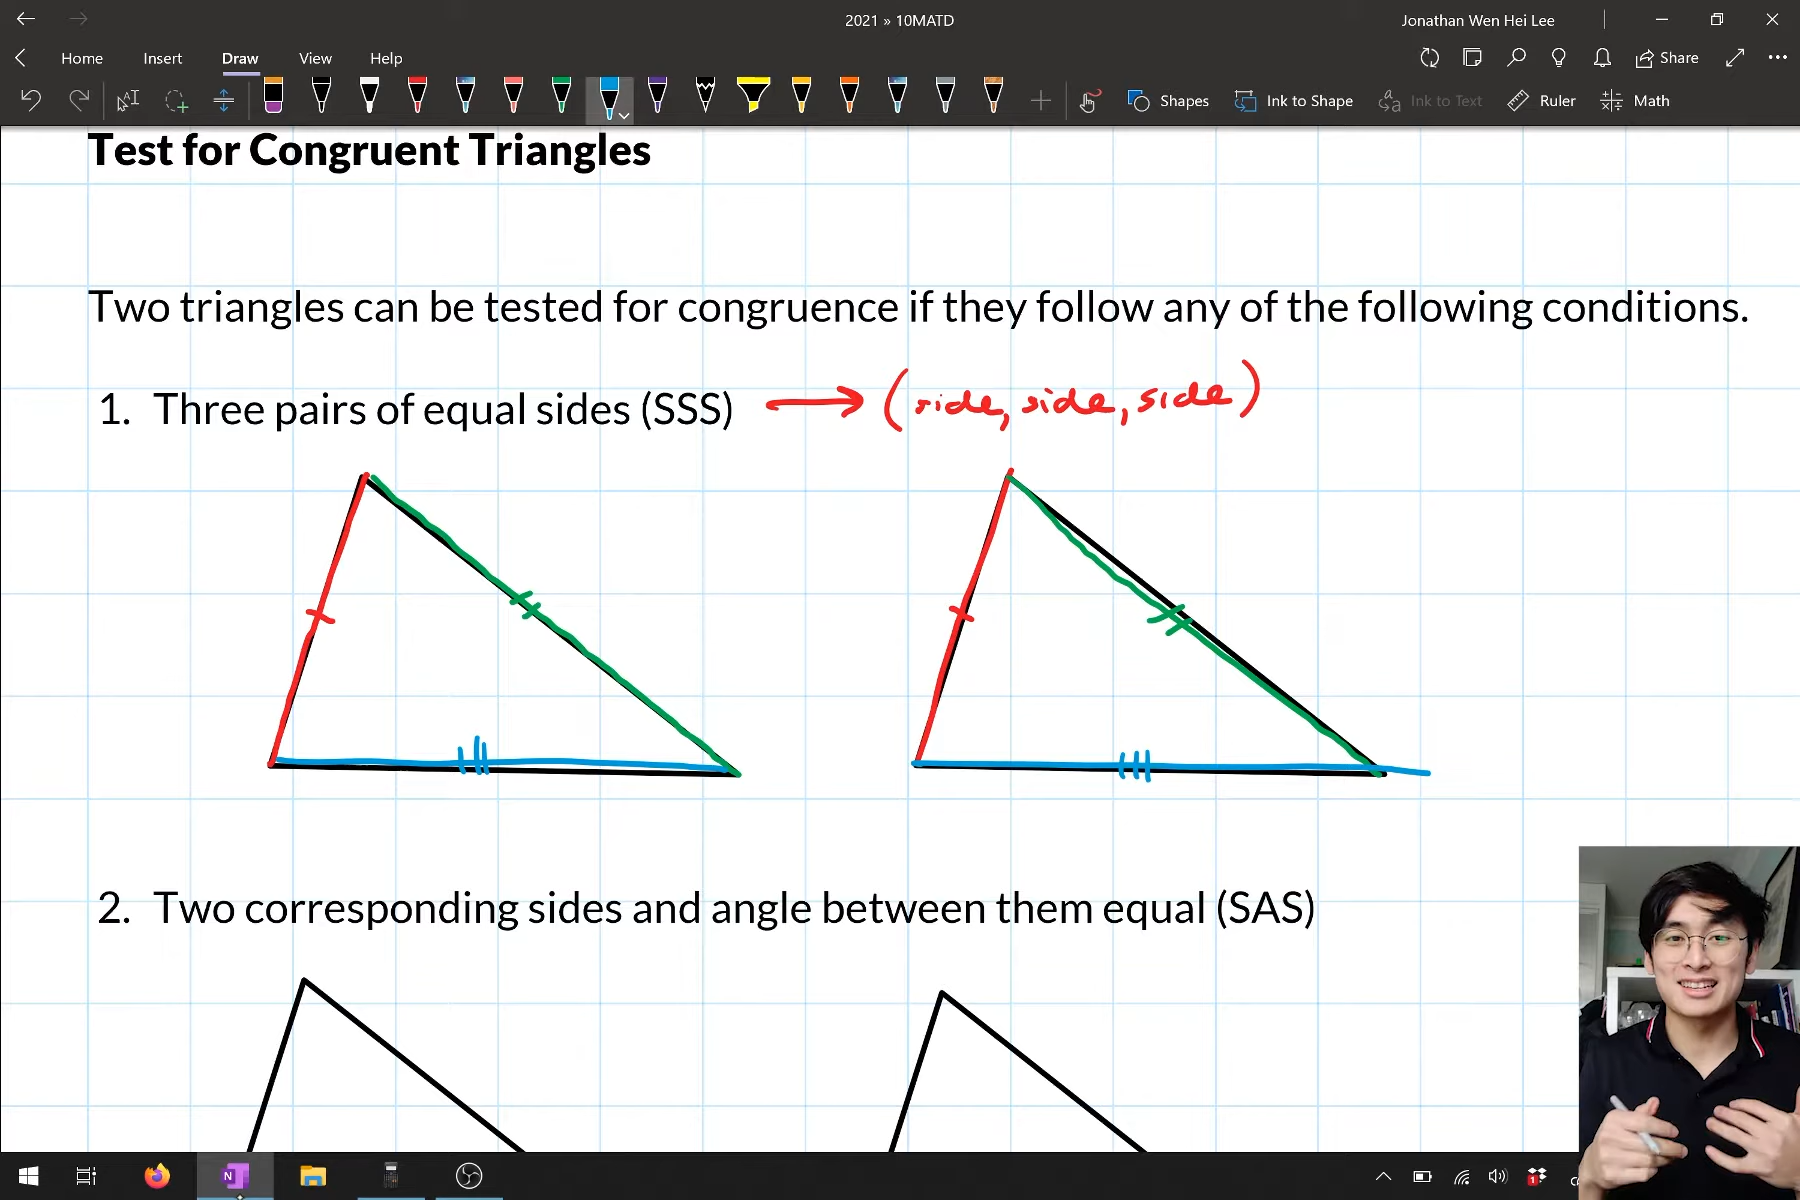 2021 » 10MATD
Jonathan Wen Hei Lee
Home Insert Draw View Help
Share
Shapes Ink to Shape Ink to Text Ruler Math
Test for Congruent Triangles
Two triangles can be tested for congruence if they follow any of the following conditions.
1. Three pairs of equal sides (SSS) → (side, side, side)
2. Two corresponding sides and angle between them equal (SAS)